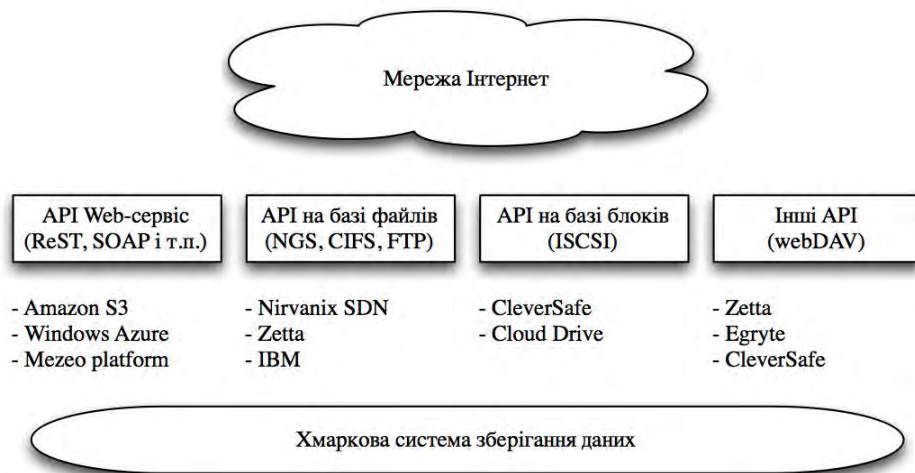 Мережа Інтернет
API Web-сервіс
(ReST, SOAP і т.п.)
API на базі файлів
(NGS, CIFS, FTP)
API на базі блоків
(ISCSI)
Інші API
(webDAV)
- Amazon S3
- Windows Azure
- Mezeo platform
- Nirvanix SDN
- Zetta
- IBM
- CleverSafe
- Cloud Drive
- Zetta
- Egryte
- CleverSafe
Хмаркова система зберігання даних